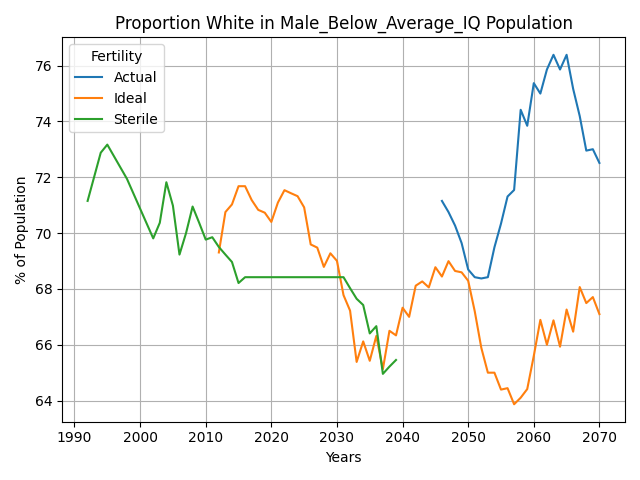 Proportion White in Male_Below_Average_IQ Population
Fertility
Actual
Ideal
Sterile
% of Population
76
74
72
70
68
66
64
1990 2000 2010 2020 2030 2040 2050 2060 2070
Years